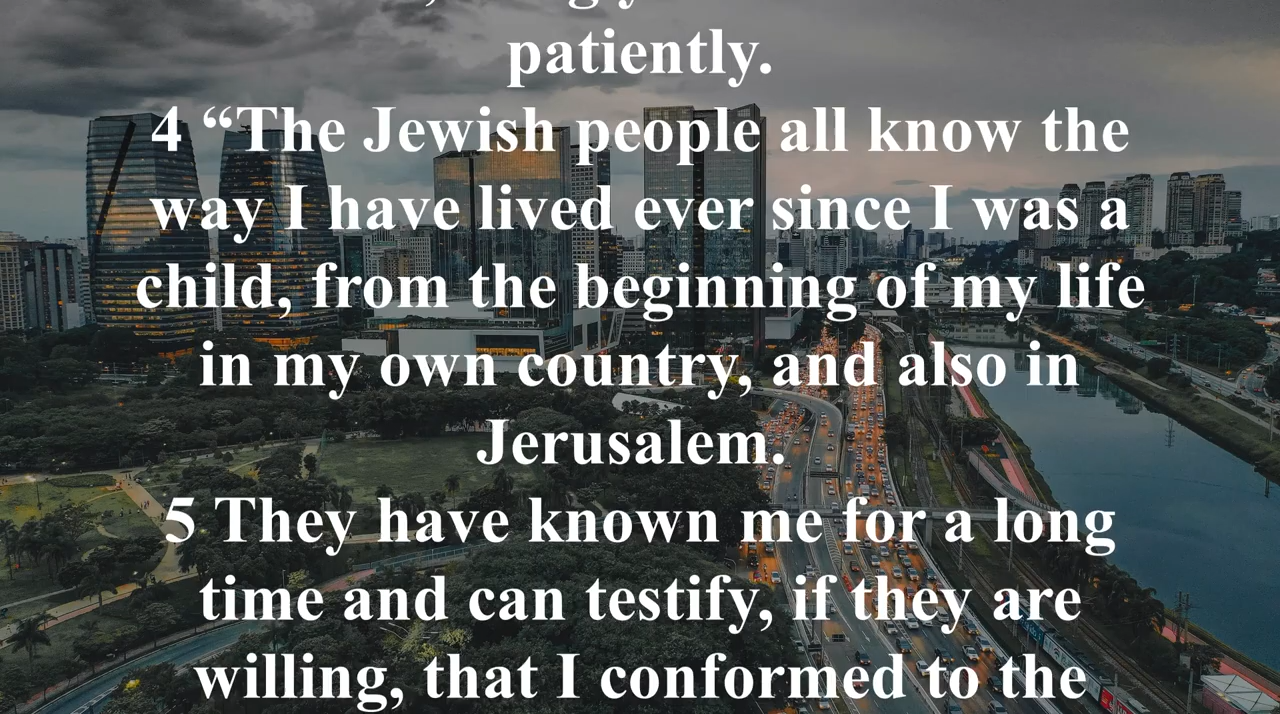 patiently.
4 “The Jewish people all know the
way I have lived ever since I was a
child, from the beginning of my life
in my own country, and also in
Jerusalem.
5 They have known me for a long
time and can testify, if they are
willing, that I conformed to the